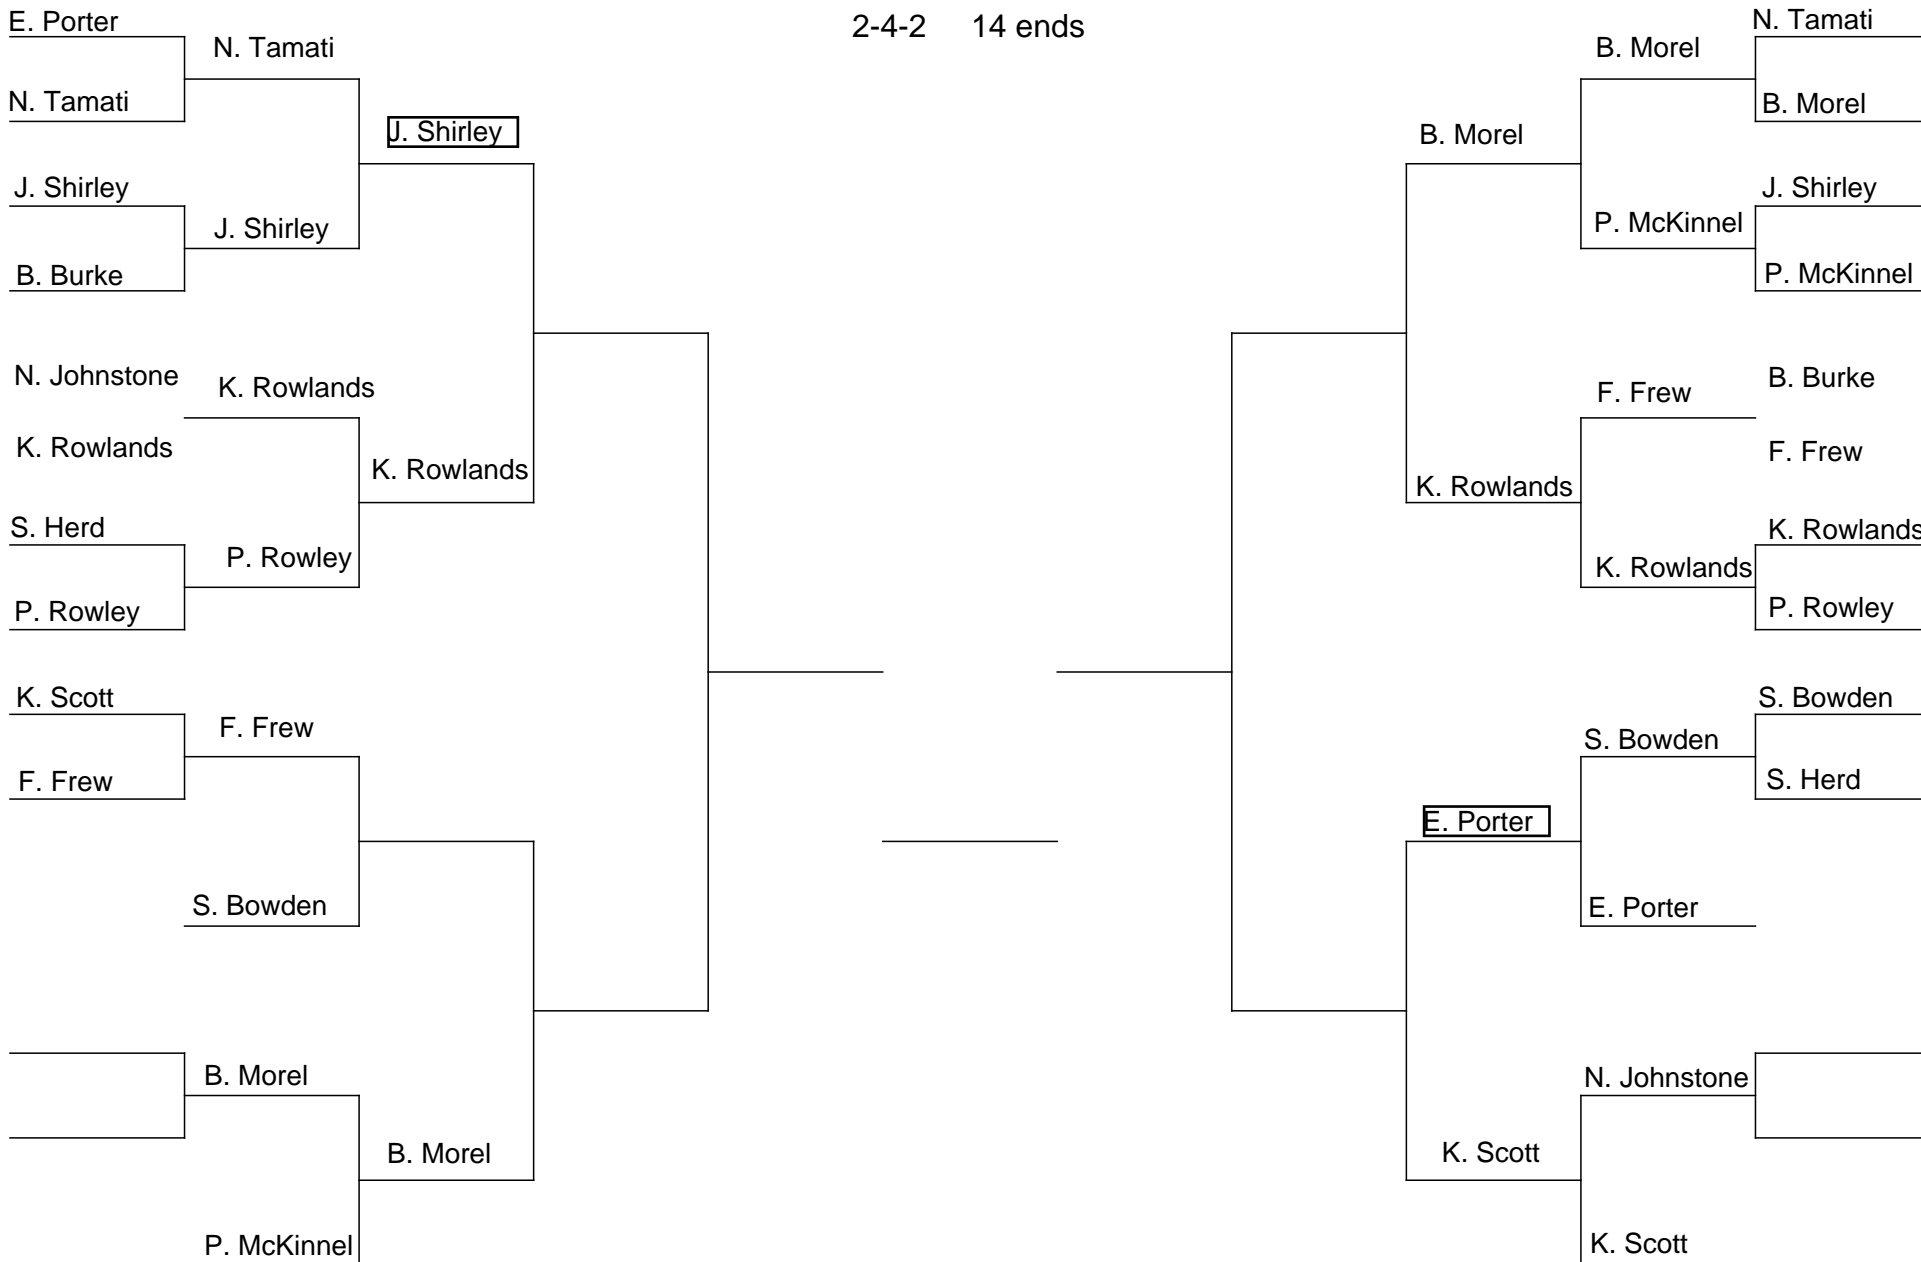 2-4-2 14 ends
E. Porter
N. Tamati
J. Shirley
B. Burke
N. Johnstone
K. Rowlands
S. Herd
P. Rowley
K. Scott
F. Frew
N. Tamati
J. Shirley
K. Rowlands
P. Rowley
F. Frew
S. Bowden
B. Morel
P. McKinnel
J. Shirley
K. Rowlands
B. Morel
B. Morel
K. Rowlands
E. Porter
K. Scott
B. Morel
P. McKinnel
F. Frew
K. Rowlands
S. Bowden
E. Porter
N. Johnstone
K. Scott
N. Tamati
B. Morel
J. Shirley
P. McKinnel
B. Burke
F. Frew
K. Rowlands
P. Rowley
S. Bowden
S. Herd